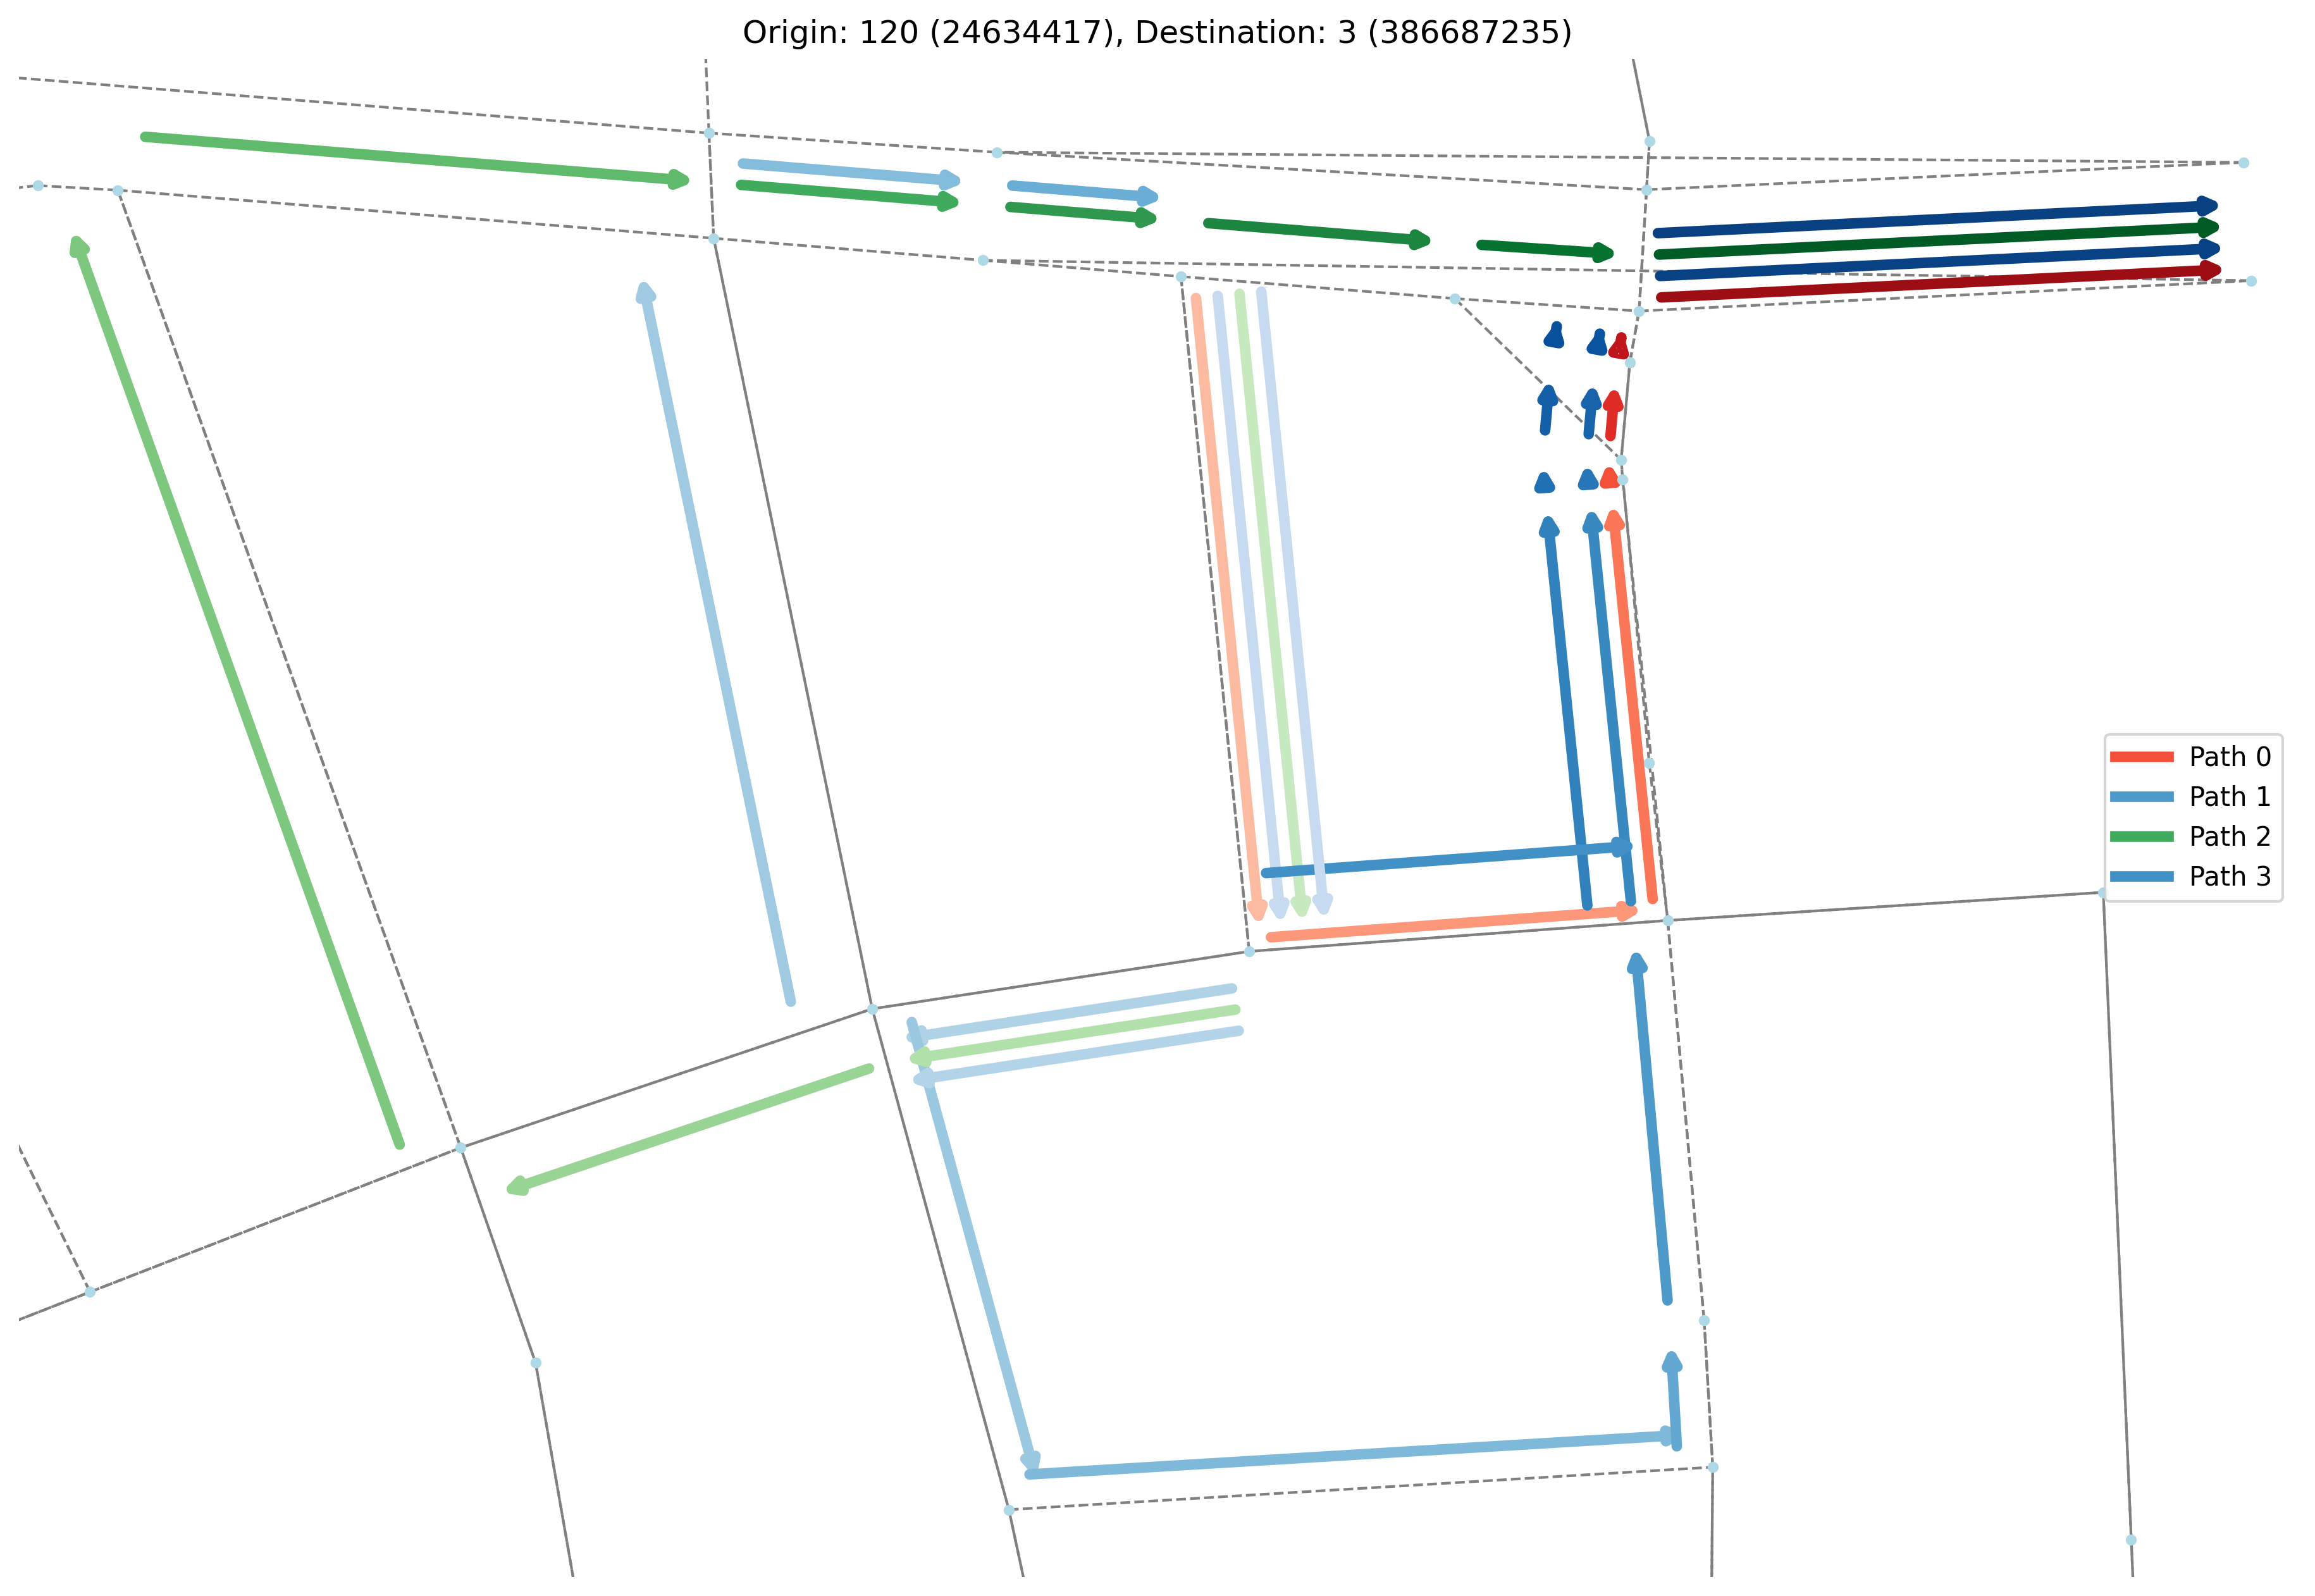 Origin: 120 (24634417), Destination: 3 (386687235)
Path 0
Path 1
Path 2
Path 3